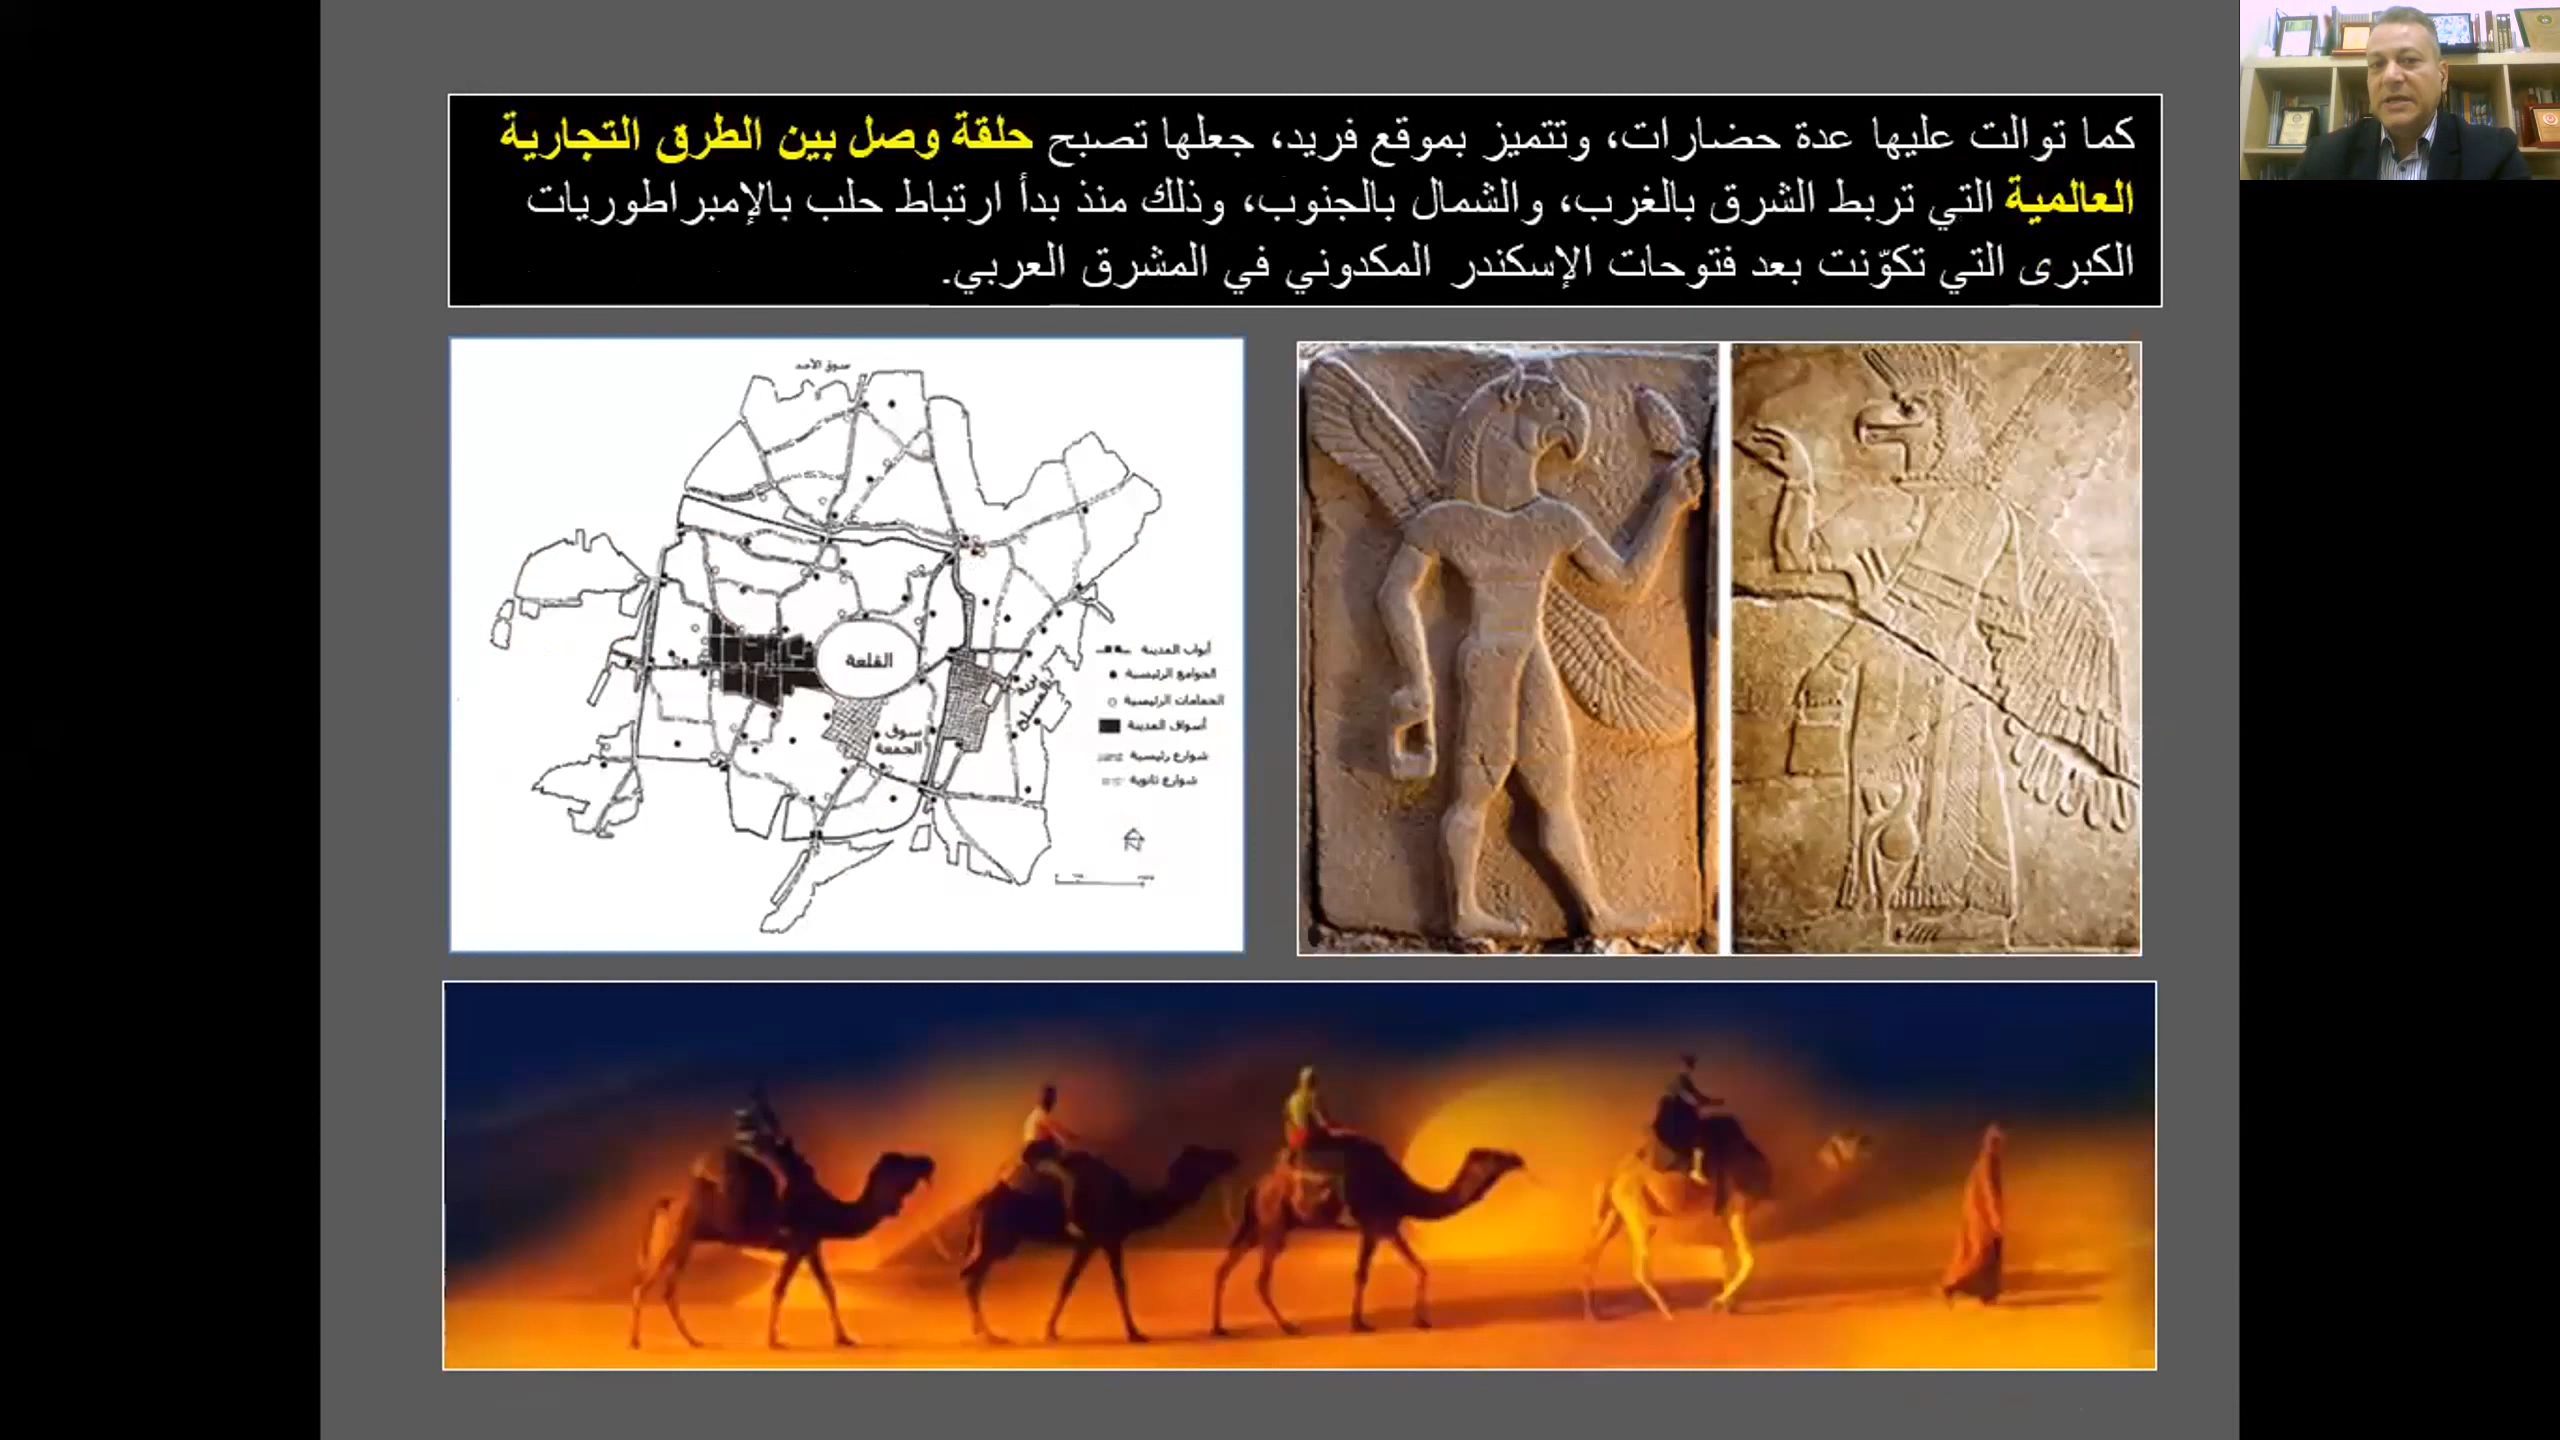 كما توالت عليها عدة حضارات، وتتميز بموقع فريد، جعلها تصبح حلقة وصل بين الطرق التجارية
العالمية التي تربط الشرق بالغرب، والشمال بالجنوب، وذلك منذ بدأ ارتباط حلب بالإمبراطوريات
الكبرى التي تكوّنت بعد فتوحات الإسكندر المكدوني في المشرق العربي.
سوق الأحد
القلعة
سوق
الجمعة
أبواب المدينة
الجوامع الرئيسية
الحمامات الرئيسية
أسواق المدينة
شوارع رئيسية
شوارع ثانوية
N